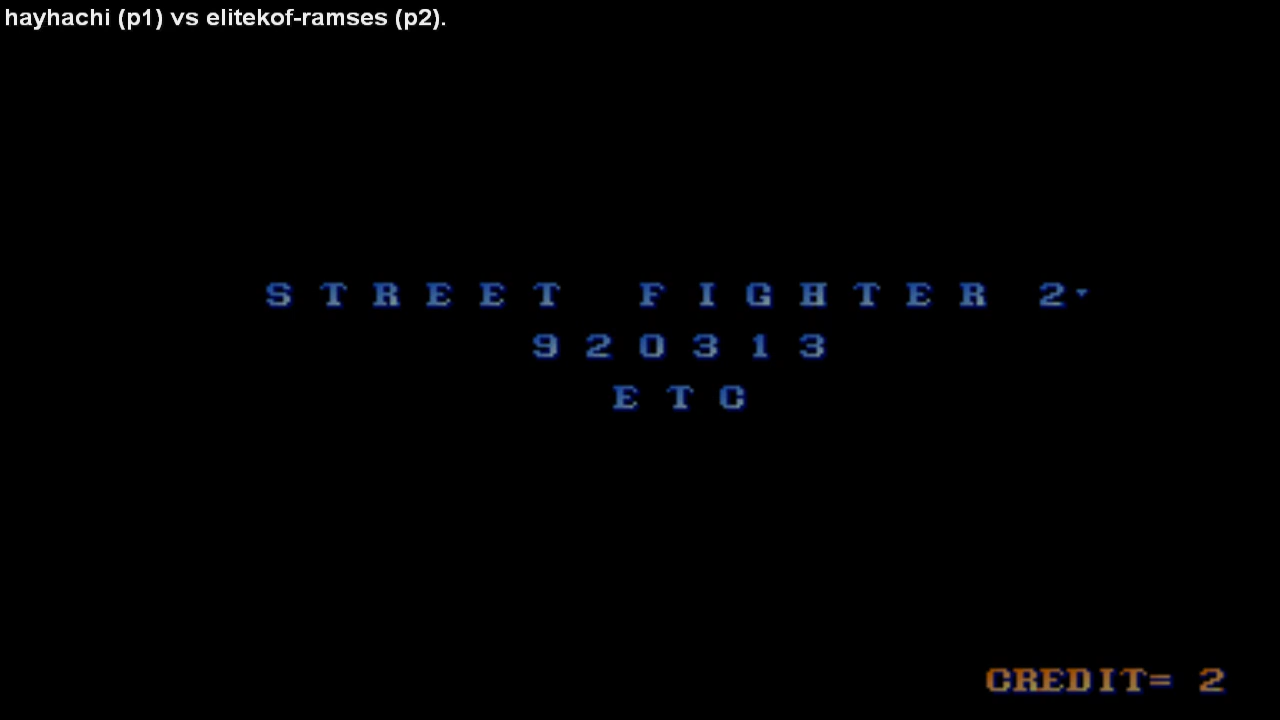 hayhachi (p1) vs elitekof-ramses (p2).
STREET FIGHTER 2'
920313
ETC
CREDIT= 2